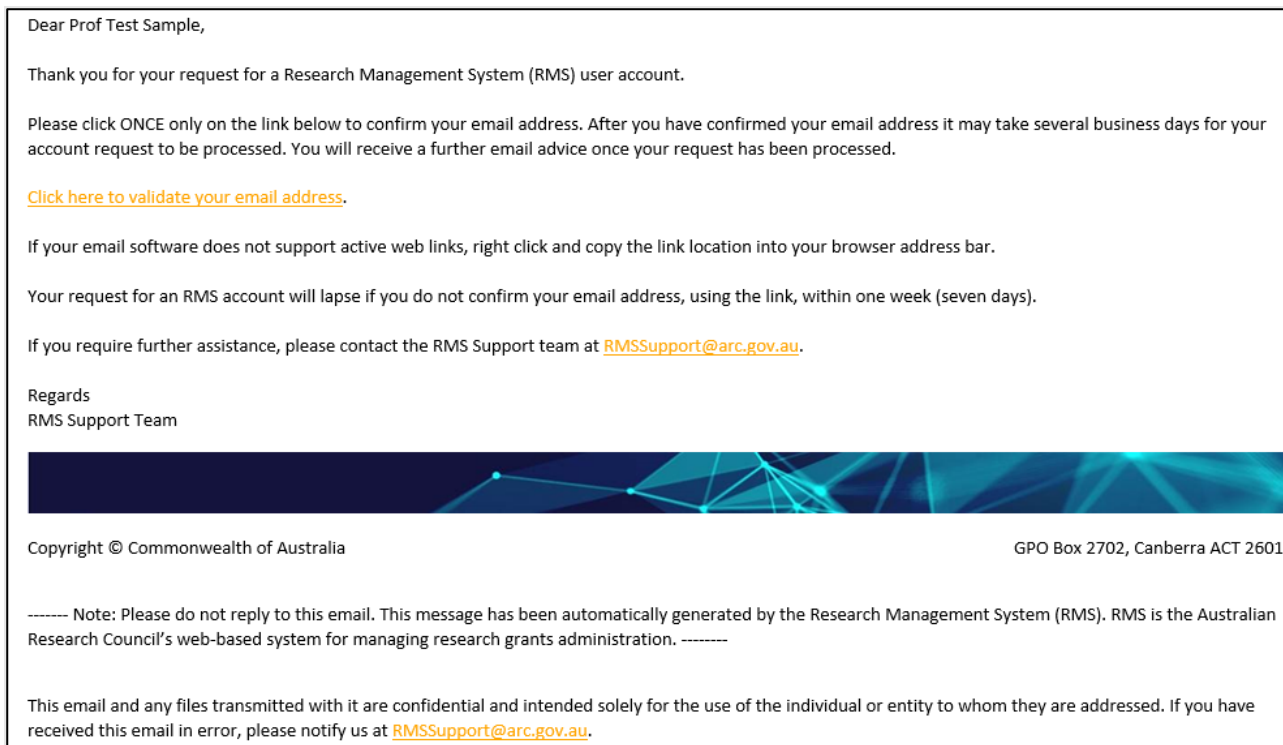 Dear Prof Test Sample,
Thank you for your request for a Research Management System (RMS) user account.
Please click ONCE only on the link below to confirm your email address. After you have confirmed your email address it may take several business days for your
account request to be processed. You will receive a further email advice once your request has been processed.
Click here to validate your email address.
If your email software does not support active web links, right click and copy the link location into your browser address bar.
Your request for an RMS account will lapse if you do not confirm your email address, using the link, within one week (seven days).
If you require further assistance, please contact the RMS Support team at RMSSupport@arc.gov.au.
Regards
RMS Support Team
Copyright © Commonwealth of Australia GPO Box 2702, Canberra ACT 2601
------- Note: Please do not reply to this email. This message has been automatically generated by the Research Management System (RMS). RMS is the Australian
Research Council’s web-based system for managing research grants administration. --------
This email and any files transmitted with it are confidential and intended solely for the use of the individual or entity to whom they are addressed. If you have
received this email in error, please notify us at RMSSupport@arc.gov.au.